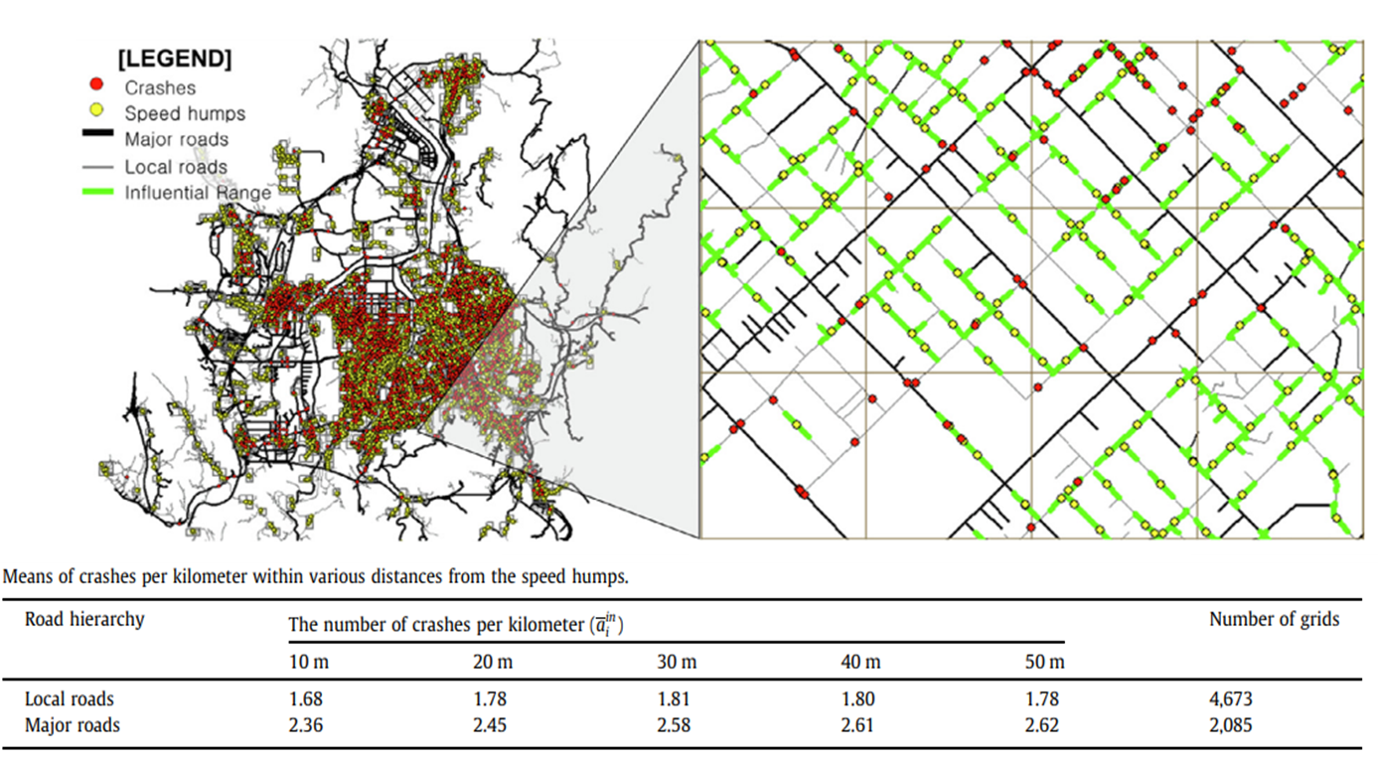 [LEGEND]
Crashes
Speed humps
Major roads
Local roads
Influential Range
Means of crashes per kilometer within various distances from the speed humps.
Road hierarchy The number of crashes per kilometer (a̅ᵢⁱⁿ) Number of grids
10 m 20 m 30 m 40 m 50 m
Local roads 1.68 1.78 1.81 1.80 1.78 4,673
Major roads 2.36 2.45 2.58 2.61 2.62 2,085